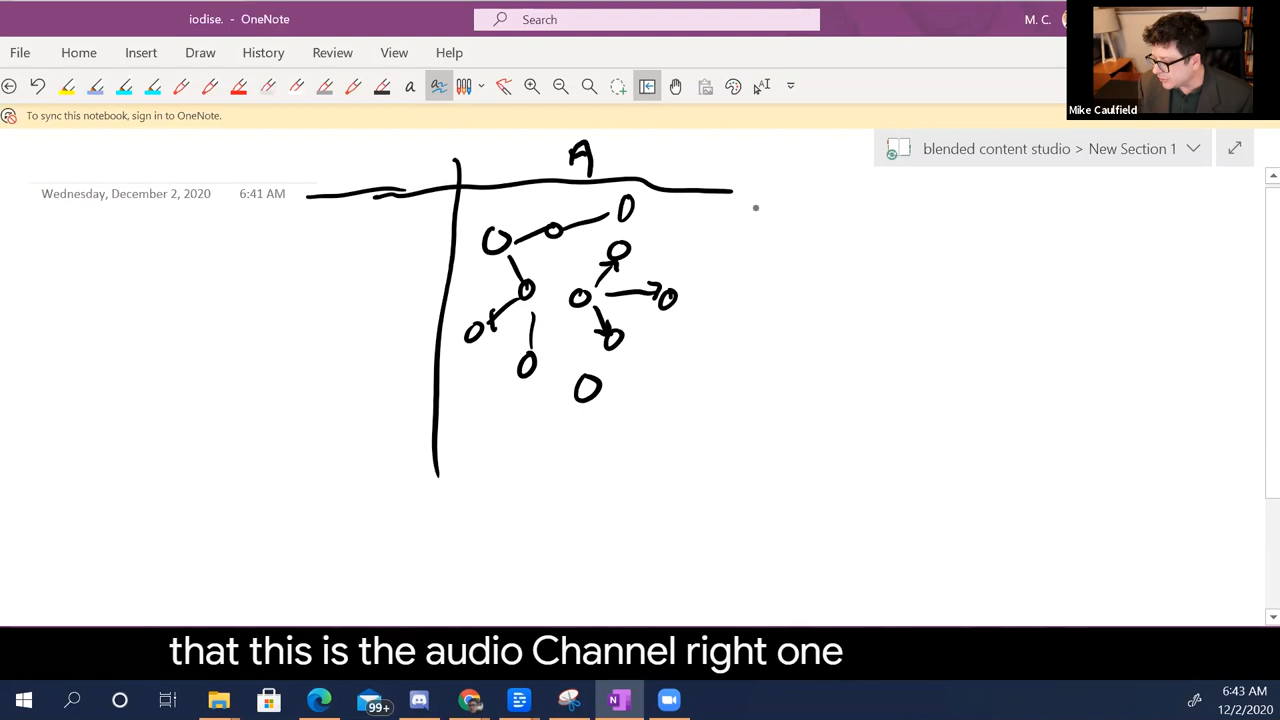 iodise. - OneNote
Search
M. C.
File Home Insert Draw History Review View Help
To sync this notebook, sign in to OneNote.
Mike Caulfield
blended content studio > New Section 1
Wednesday, December 2, 2020 6:41 AM
A
that this is the audio Channel right one
99+
6:43 AM
12/2/2020